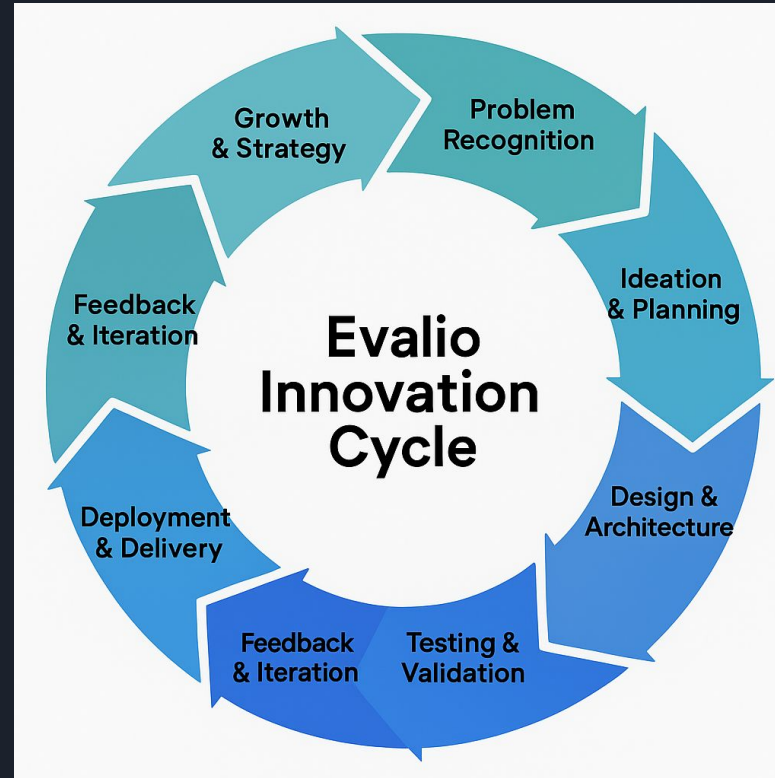 Evalio
Innovation
Cycle
Problem
Recognition
Ideation
& Planning
Design &
Architecture
Testing &
Validation
Feedback
& Iteration
Deployment
& Delivery
Feedback
& Iteration
Growth
& Strategy